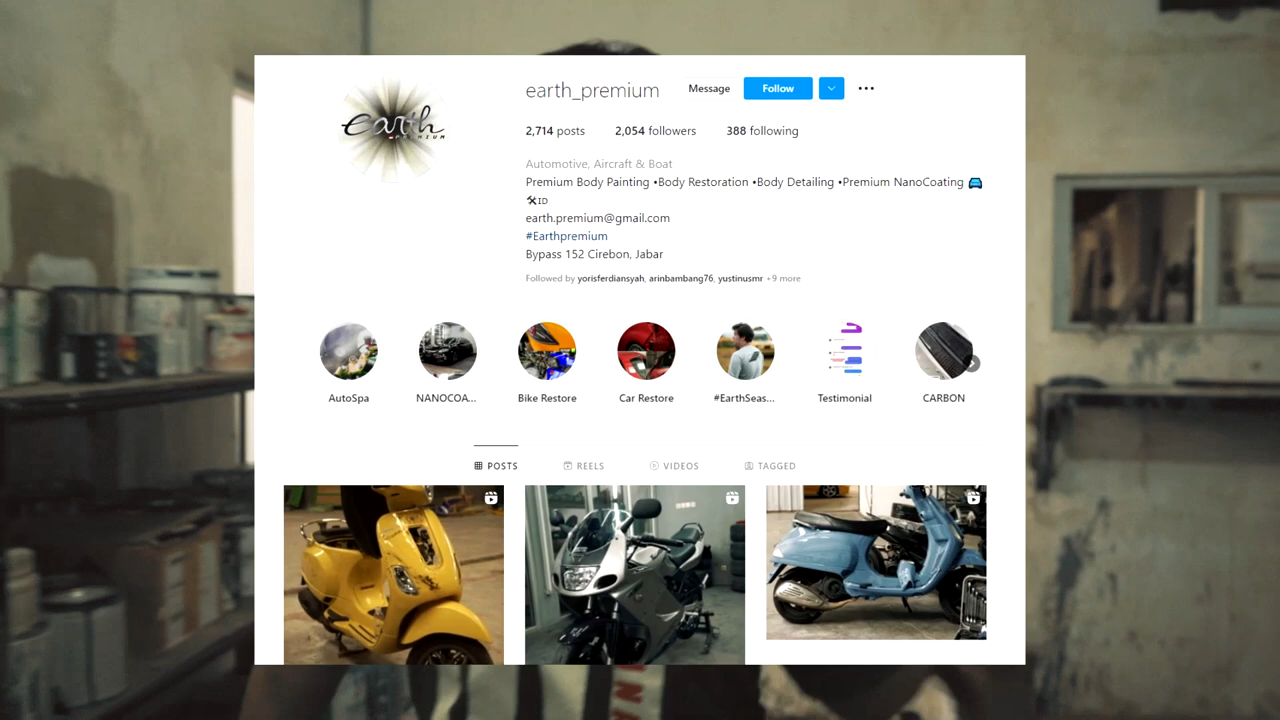 earth
PREMIUM
earth_premium Message Follow
2,714 posts 2,054 followers 388 following
Automotive, Aircraft & Boat
Premium Body Painting •Body Restoration •Body Detailing •Premium NanoCoating 🚘
🛠ID
earth.premium@gmail.com
#Earthpremium
Bypass 152 Cirebon, Jabar
Followed by yorisferdiansyah, arinbambang76, yustinusmr +9 more
AutoSpa NANOCOA... Bike Restore Car Restore #EarthSeas... Testimonial CARBON
POSTS REELS VIDEOS TAGGED